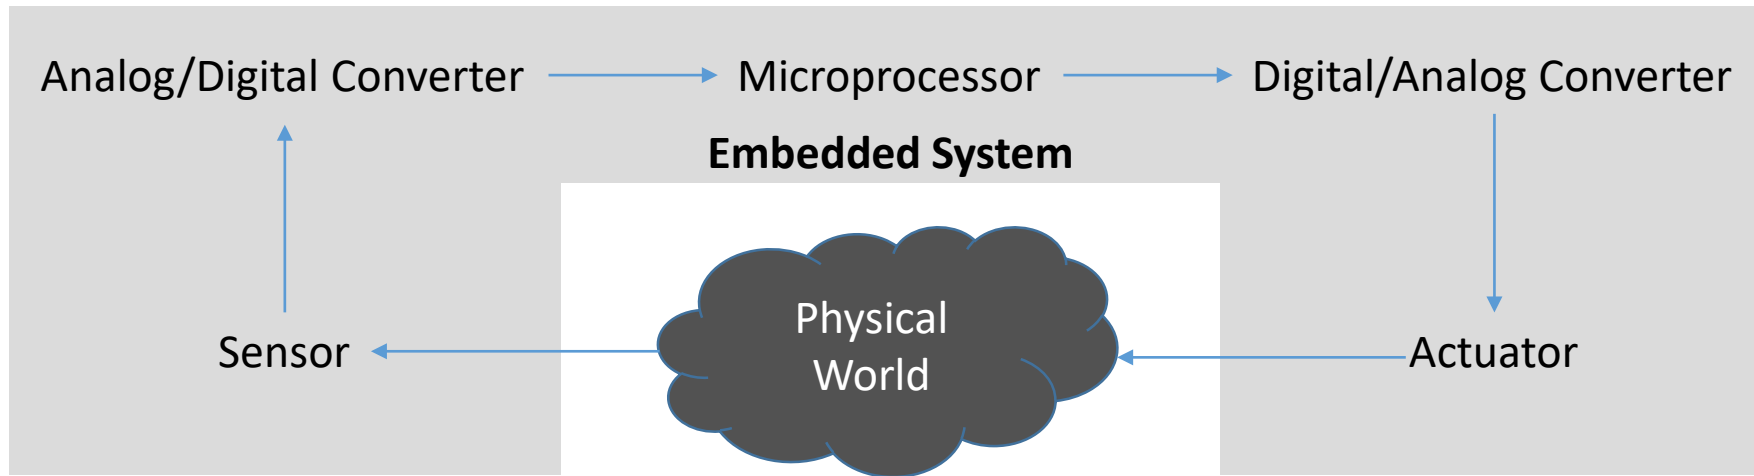 Analog/Digital Converter
Microprocessor
Digital/Analog Converter
Embedded System
Physical
World
Sensor
Actuator